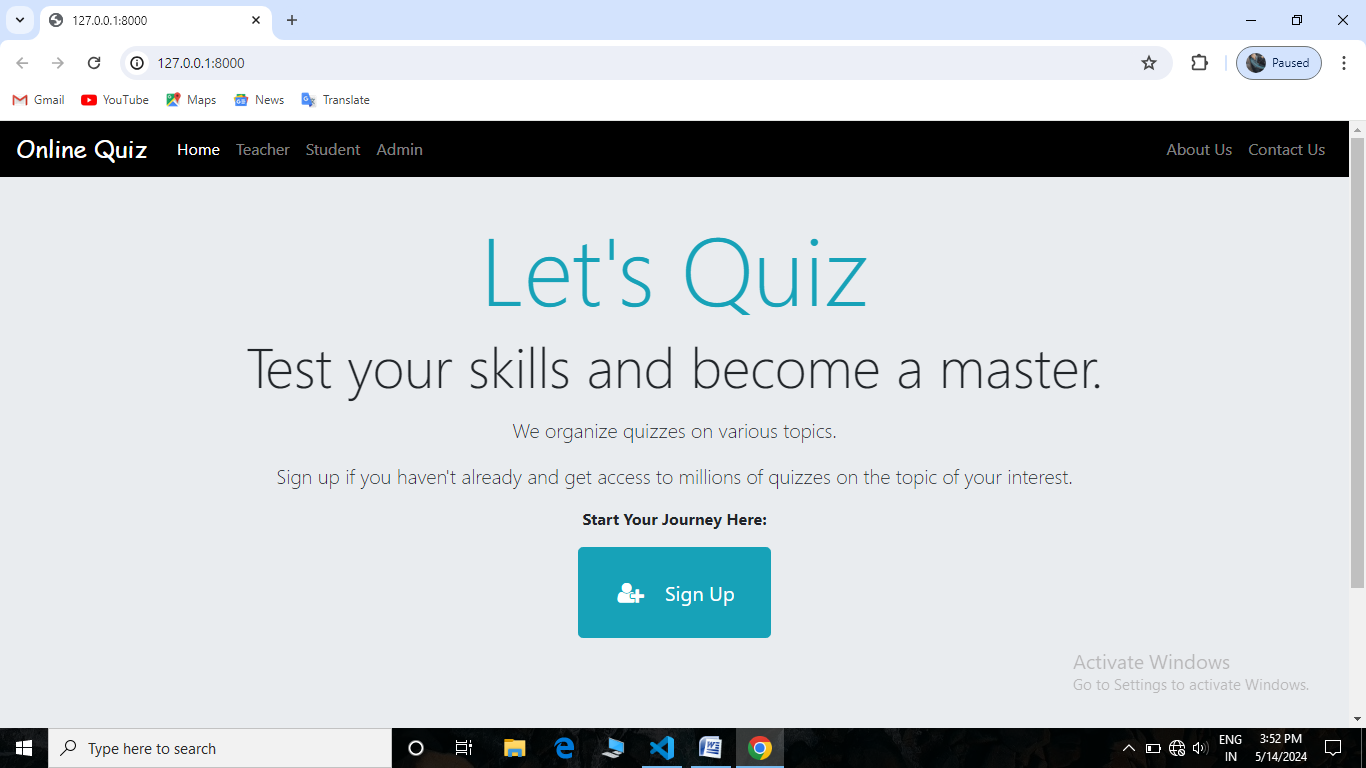 127.0.0.1:8000
127.0.0.1:8000
Paused
Gmail YouTube Maps News Translate
Online Quiz Home Teacher Student Admin About Us Contact Us
Let's Quiz
Test your skills and become a master.
We organize quizzes on various topics.
Sign up if you haven't already and get access to millions of quizzes on the topic of your interest.
Start Your Journey Here:
Sign Up
Activate Windows
Go to Settings to activate Windows.
Type here to search
ENG
IN
3:52 PM
5/14/2024